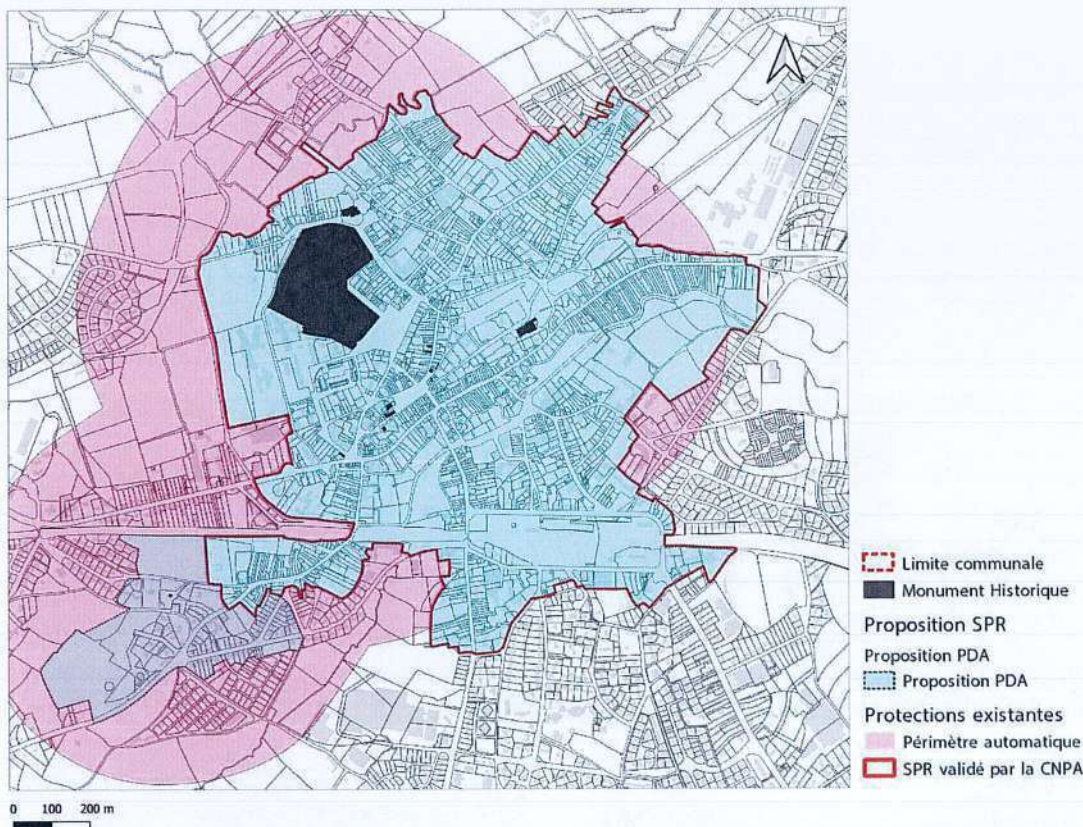 Limite communale
Monument Historique
Proposition SPR
Proposition PDA
Proposition PDA
Protections existantes
Périmètre automatique
SPR validé par la CNPA
0 100 200 m